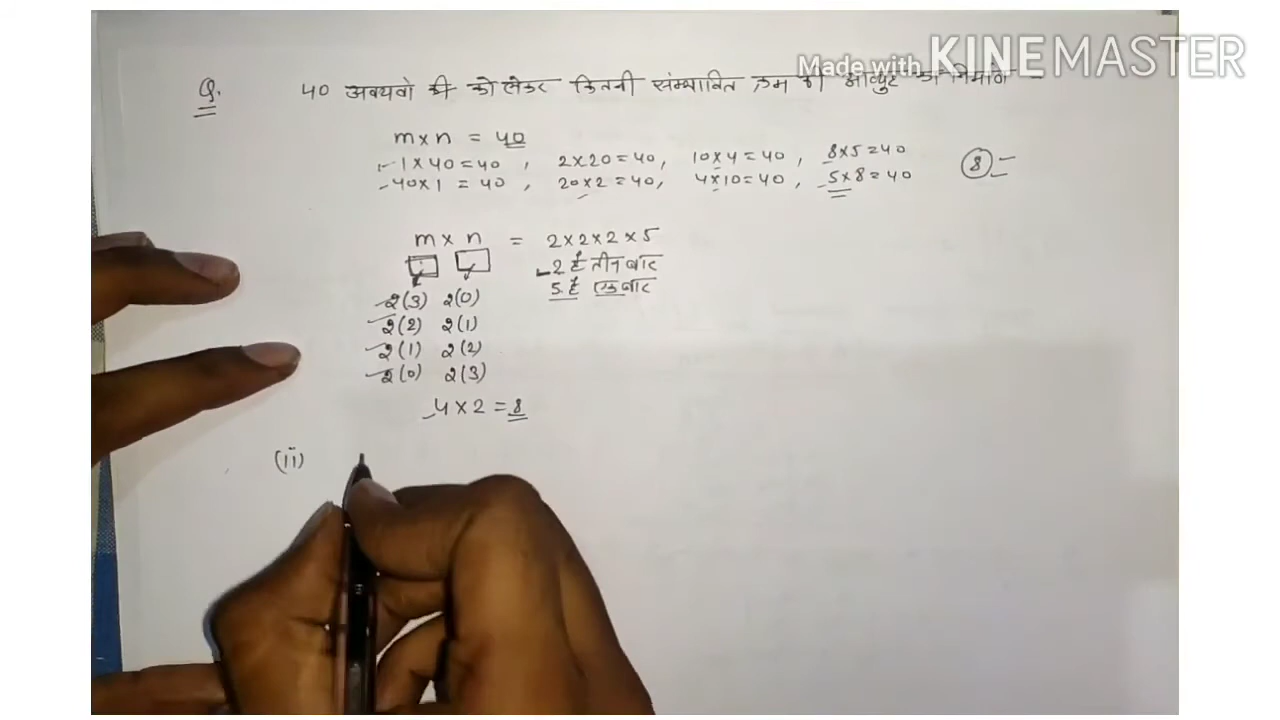 Made with KINEMASTER
Q. 40 अवयवो की को लेकर कितनी संम्भावित क्रम की आव्युह का निर्माण -
m × n = 40
1 × 40 = 40 , 2 × 20 = 40, 10 × 4 = 40 , 8 × 5 = 40
40 × 1 = 40 , 20 × 2 = 40, 4 × 10 = 40 , 5 × 8 = 40
8
m × n = 2 × 2 × 2 × 5
2 है तीन बार
5 है एक बार
2(3) 2(0)
2(2) 2(1)
2(1) 2(2)
2(0) 2(3)
4 × 2 = 8
(ii)